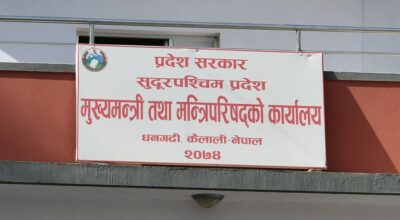 प्रदेश सरकार
सुदूरपश्चिम प्रदेश
मुख्यमन्त्री तथा मन्त्रिपरिषद्को कार्यालय
धनगढी, कैलाली-नेपाल
२०७४